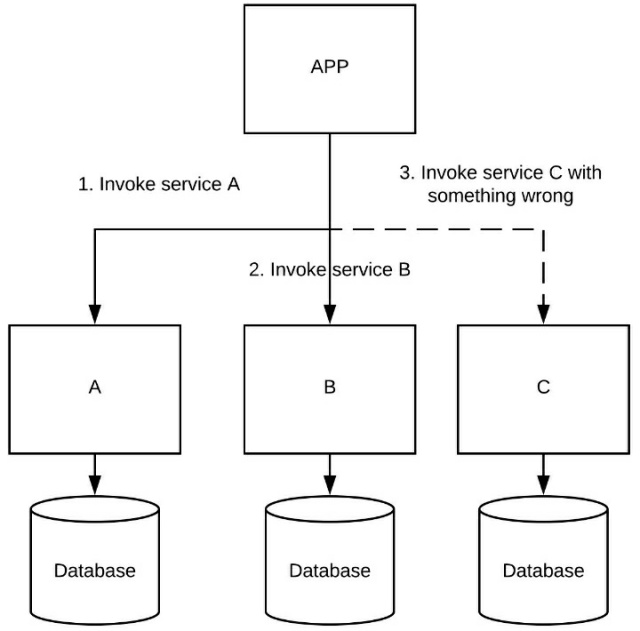 APP
1. Invoke service A
3. Invoke service C with
something wrong
2. Invoke service B
A
B
C
Database
Database
Database